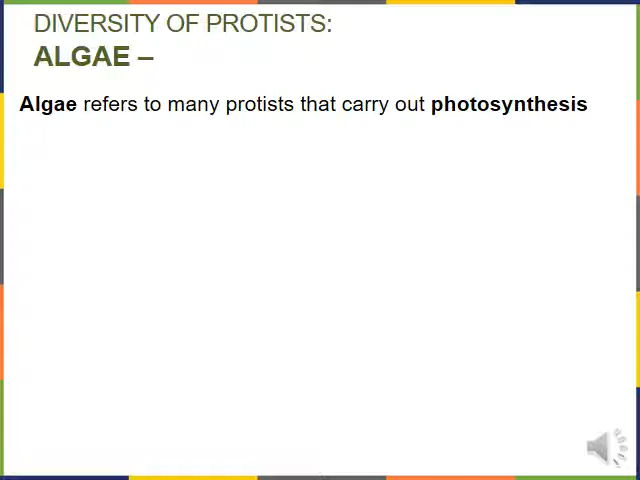 DIVERSITY OF PROTISTS:
ALGAE –
Algae refers to many protists that carry out photosynthesis